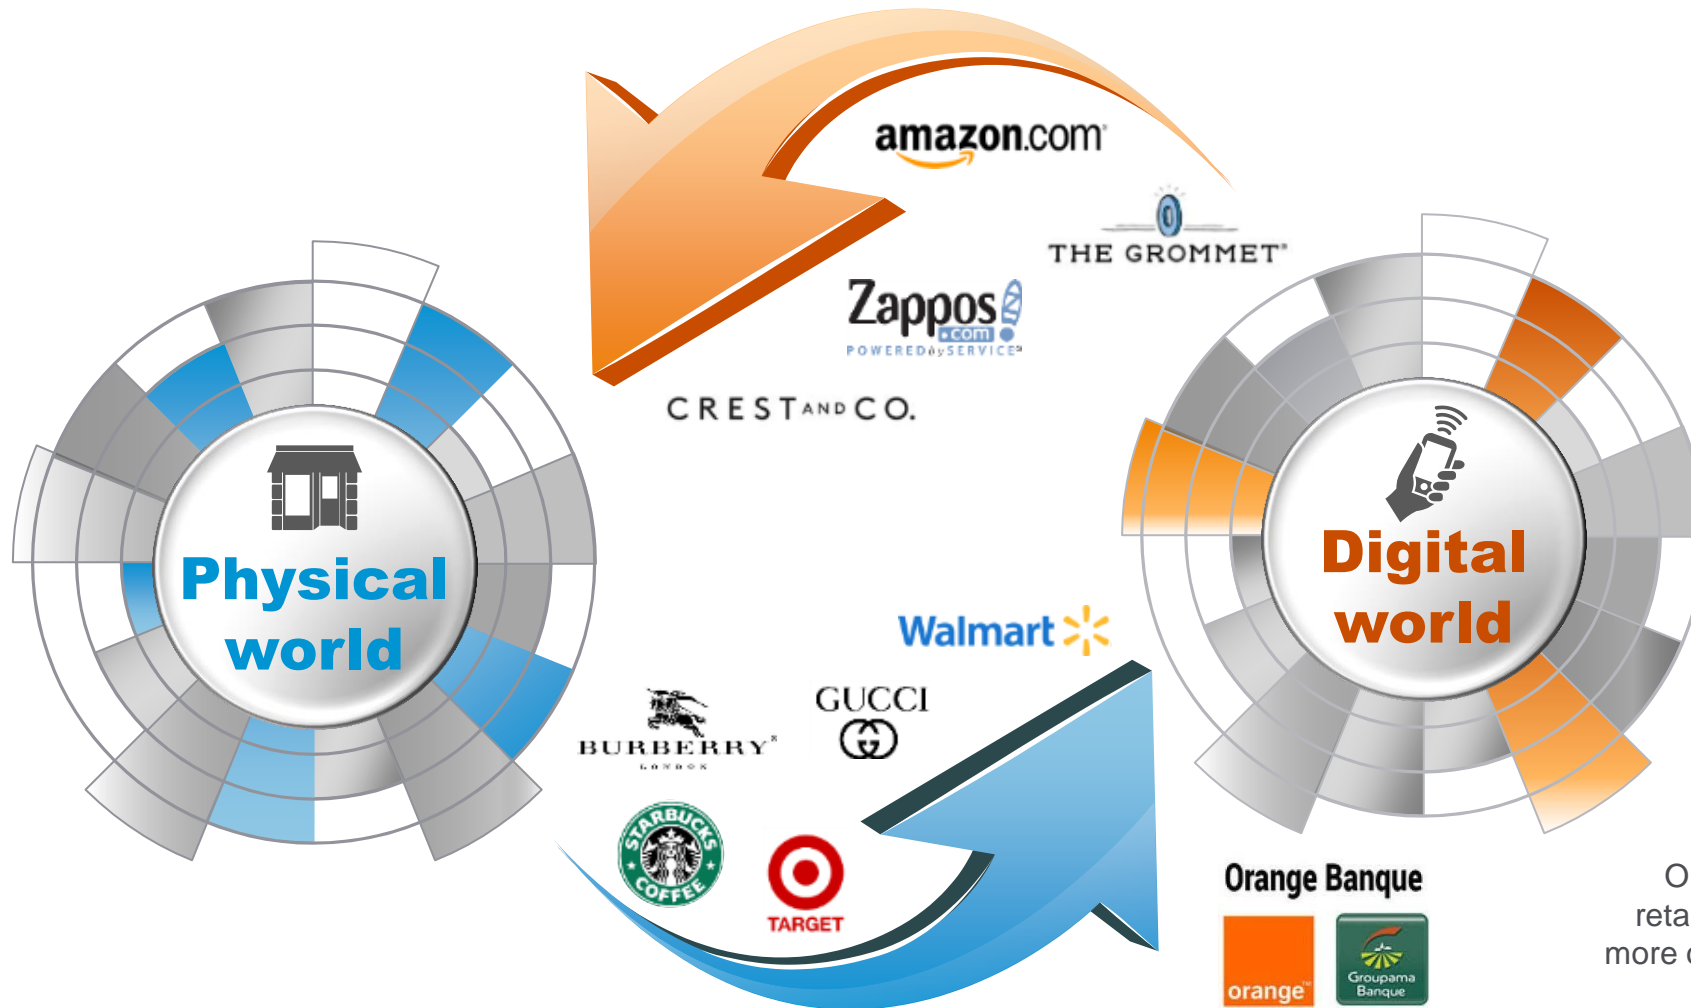 amazon.com
THE GROMMET®
Zappos
.com
POWERED by SERVICE
CREST AND CO.
Physical
world
Digital
world
Walmart
BURBERRY®
LONDON
GUCCI
STARBUCKS
COFFEE
TARGET
Orange Banque
orange™
Groupama
Banque
O
reta
more